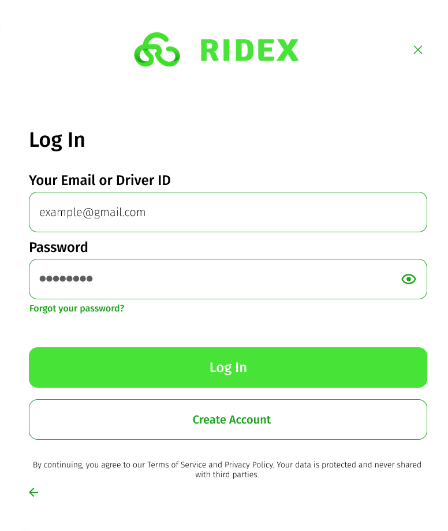 RIDEX
Log In
Your Email or Driver ID
example@gmail.com
Password
Forgot your password?
Log In
Create Account
By continuing, you agree to our Terms of Service and Privacy Policy. Your data is protected and never shared
with third parties.